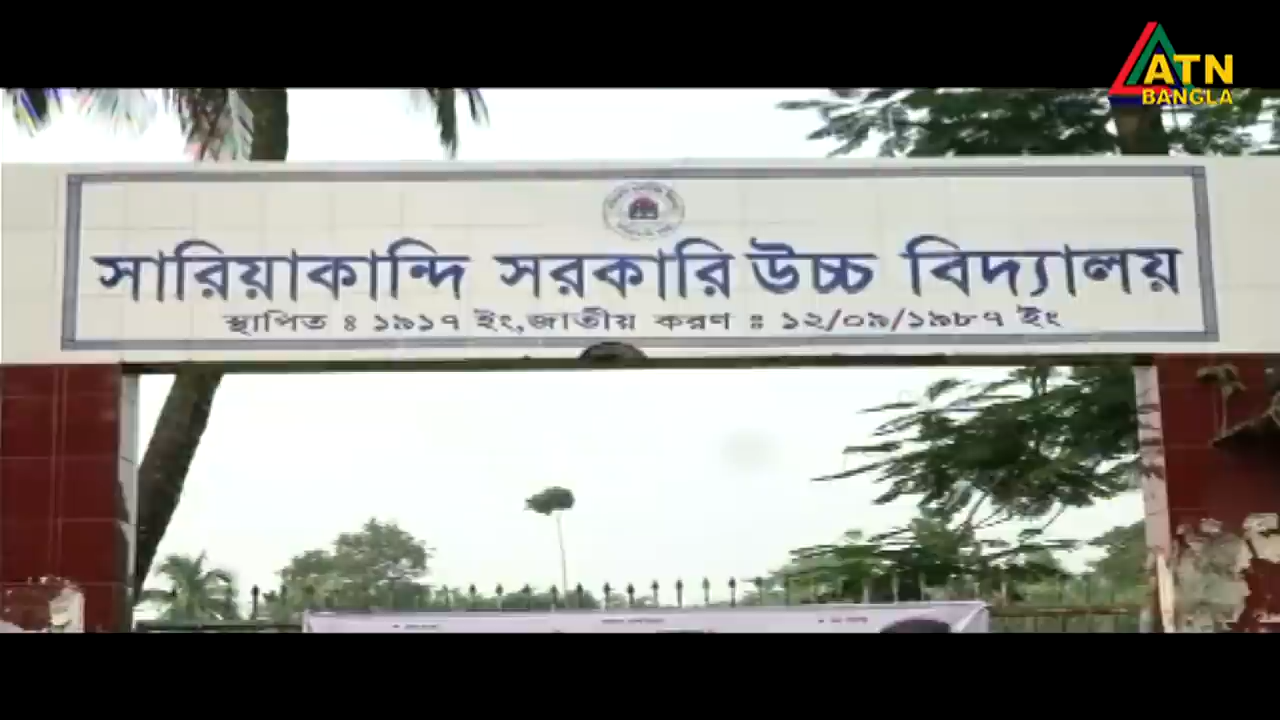 ATN
BANGLA
সারিয়াকান্দি সরকারি উচ্চ বিদ্যালয়
স্থাপিত ঃ ১৯১৭ ইং,জাতীয় করণ ঃ ১২/০৯/১৯৮৭ ইং